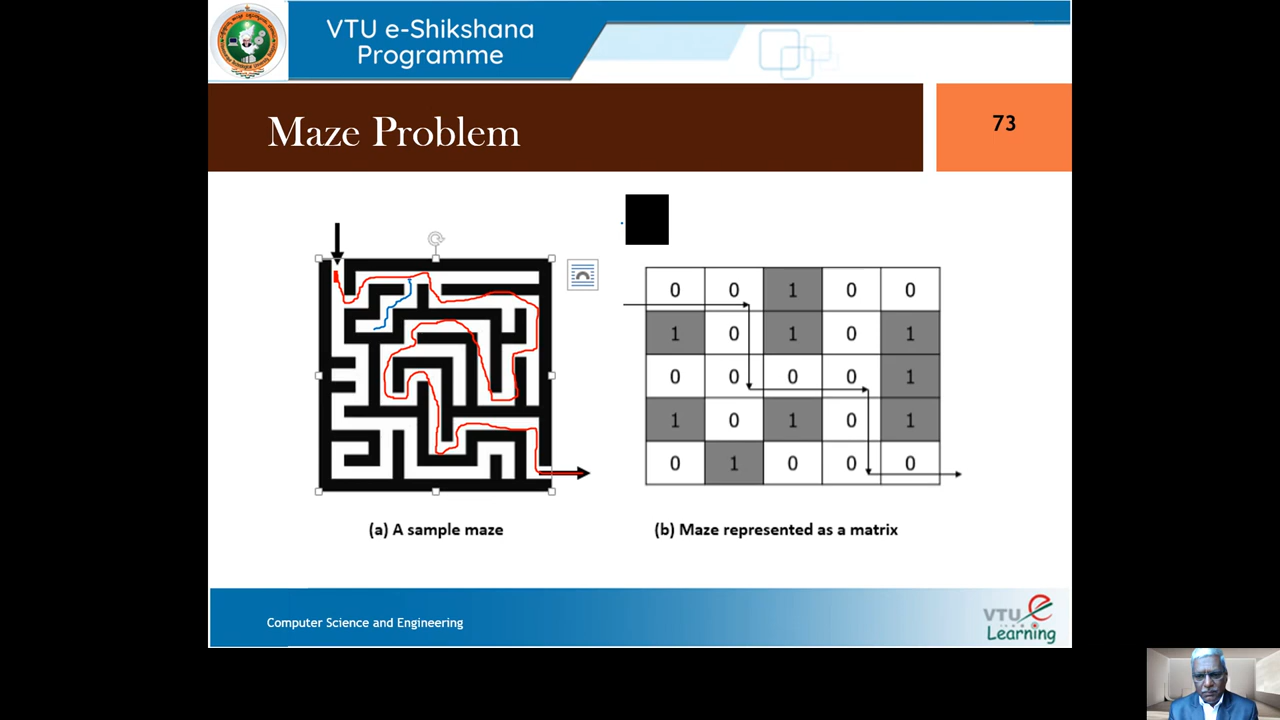 VTU e-Shikshana
Programme
Maze Problem
73
0 0 1 0 0
1 0 1 0 1
0 0 0 0 1
1 0 1 0 1
0 1 0 0 0
(a) A sample maze
(b) Maze represented as a matrix
Computer Science and Engineering
VTU e
Learning